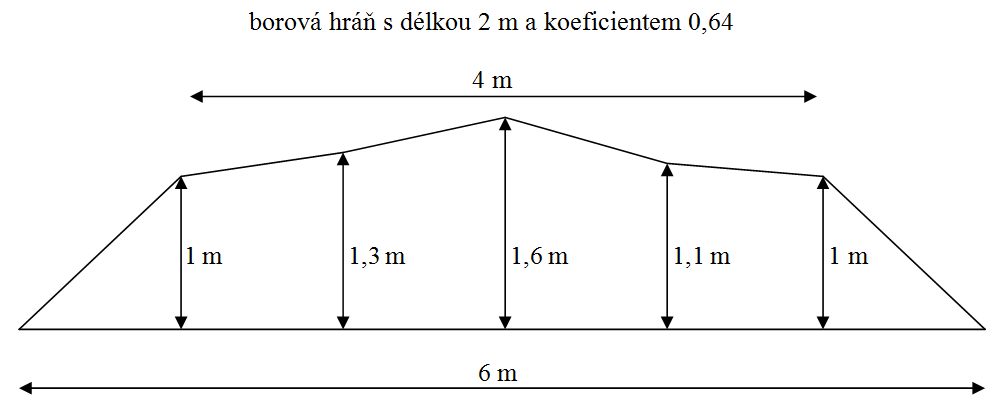 borová hráň s délkou 2 m a koeficientem 0,64
4 m
1 m
1,3 m
1,6 m
1,1 m
1 m
6 m